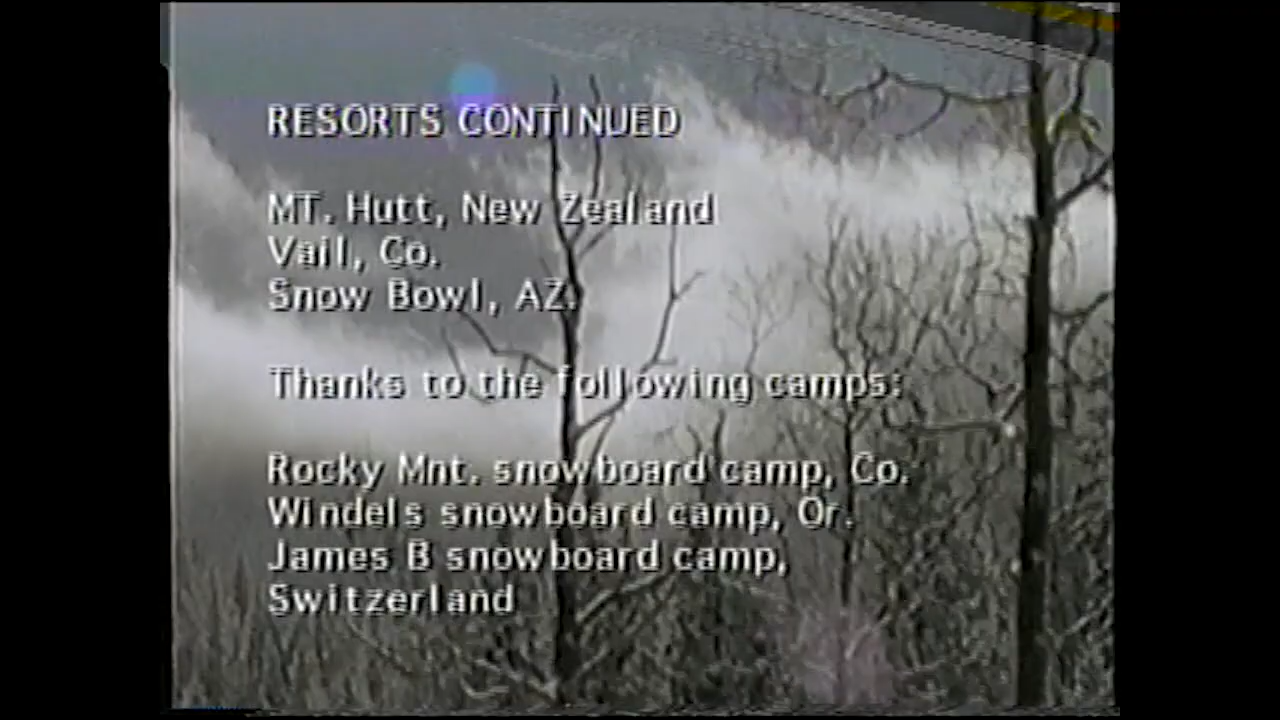 RESORTS CONTINUED
MT. Hutt, New Zealand
Vail, Co.
Snow Bowl, AZ.
Thanks to the following camps:
Rocky Mnt. snowboard camp, Co.
Windels snowboard camp, Or.
James B snowboard camp,
Switzerland